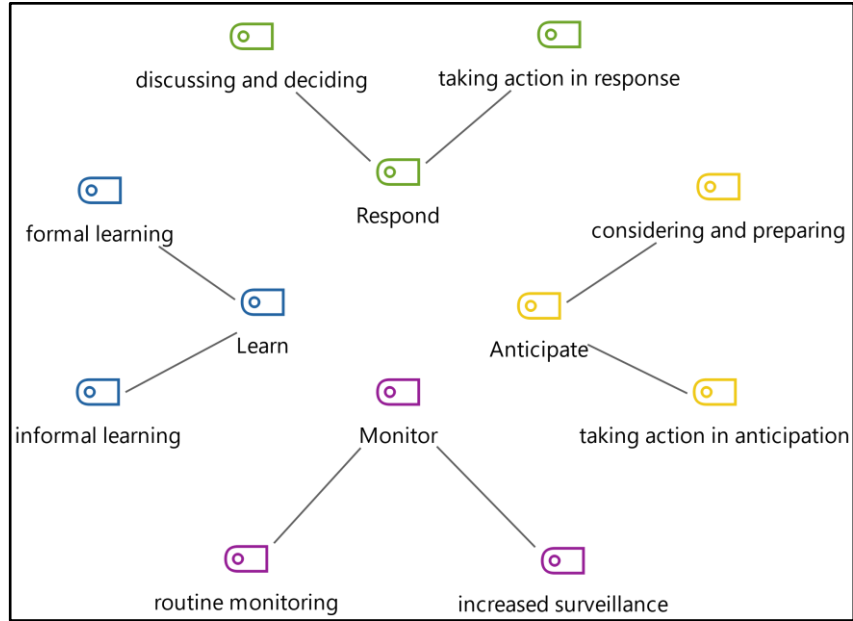 discussing and deciding
taking action in response
Respond
formal learning
considering and preparing
Learn
Anticipate
informal learning
Monitor
taking action in anticipation
routine monitoring
increased surveillance